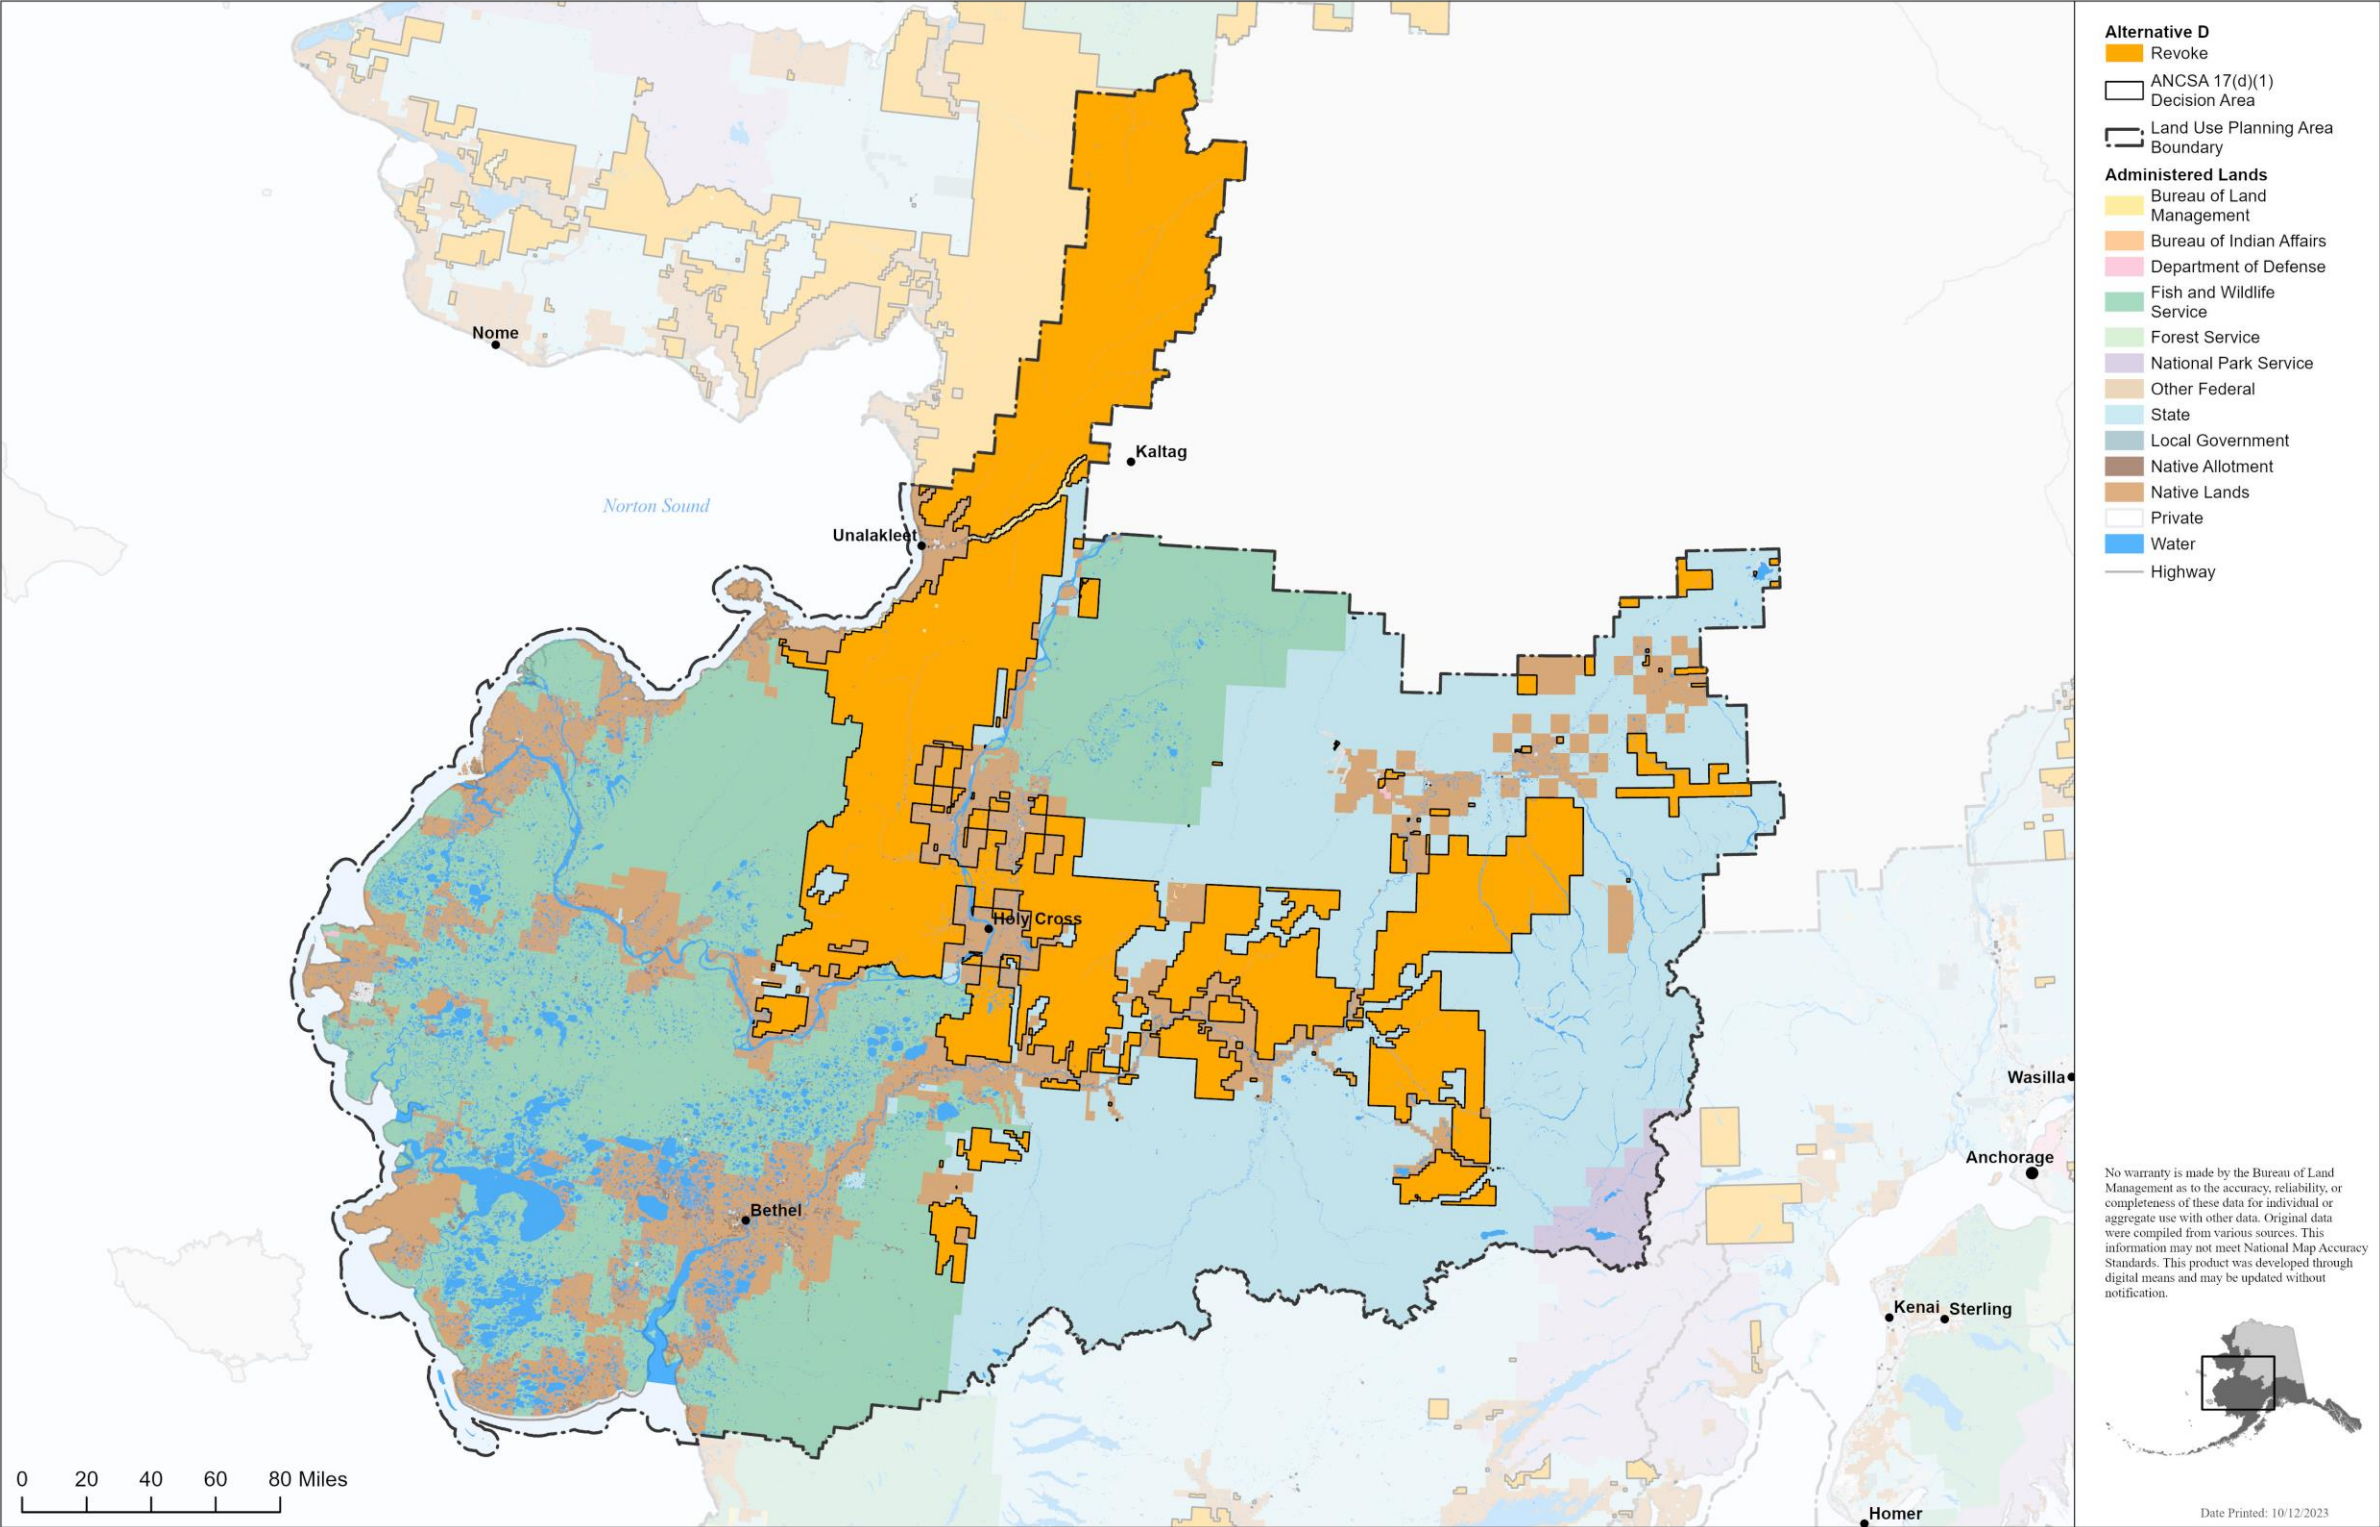 Nome
Norton Sound
Kaltag
Unalakleet
Holy Cross
Bethel
Wasilla
Anchorage
Kenai
Sterling
Homer
0 20 40 60 80 Miles
Alternative D
Revoke
ANCSA 17(d)(1)
Decision Area
Land Use Planning Area
Boundary
Administered Lands
Bureau of Land
Management
Bureau of Indian Affairs
Department of Defense
Fish and Wildlife
Service
Forest Service
National Park Service
Other Federal
State
Local Government
Native Allotment
Native Lands
Private
Water
Highway
No warranty is made by the Bureau of Land
Management as to the accuracy, reliability, or
completeness of these data for individual or
aggregate use with other data. Original data
were compiled from various sources. This
information may not meet National Map Accuracy
Standards. This product was developed through
digital means and may be updated without
notification.
Date Printed: 10/12/2023